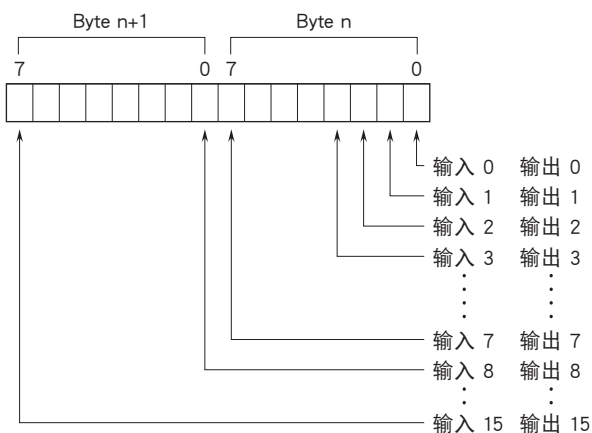 Byte n+1 Byte n
7 0 7 0
输入 0 输出 0
输入 1 输出 1
输入 2 输出 2
输入 3 输出 3
输入 7 输出 7
输入 8 输出 8
输入 15 输出 15